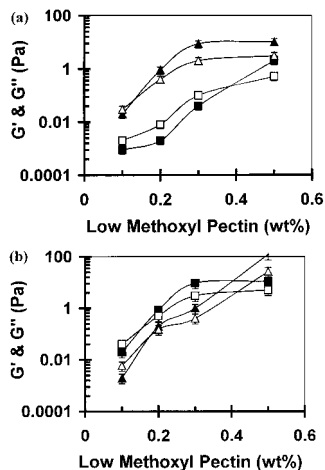 (a)
G' & G'' (Pa)
100
1
0.01
0.0001
0 0.2 0.4 0.6
Low Methoxyl Pectin (wt%)
(b)
G' & G'' (Pa)
100
1
0.01
0.0001
0 0.2 0.4 0.6
Low Methoxyl Pectin (wt%)